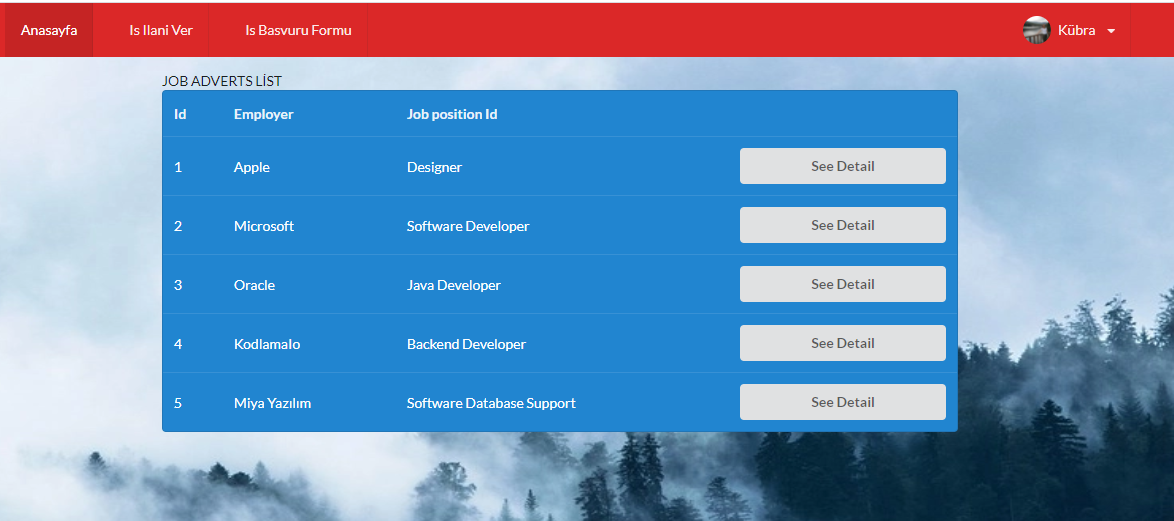 Anasayfa Is Ilani Ver Is Basvuru Formu Kübra
JOB ADVERTS LİST
Id Employer Job position Id
1 Apple Designer See Detail
2 Microsoft Software Developer See Detail
3 Oracle Java Developer See Detail
4 KodlamaIo Backend Developer See Detail
5 Miya Yazılım Software Database Support See Detail